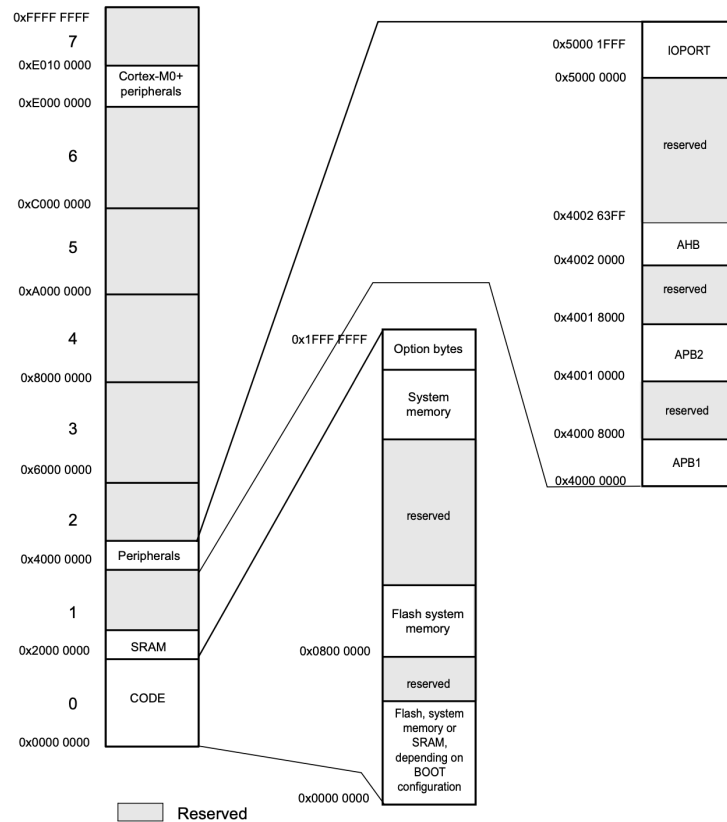 0xFFFF FFFF
7
0xE010 0000
Cortex-M0+
peripherals
0xE000 0000
6
0xC000 0000
5
0xA000 0000
4
0x8000 0000
3
0x6000 0000
2
Peripherals
0x4000 0000
1
0x2000 0000
SRAM
CODE
0
0x0000 0000
Reserved
0x1FFF FFFF
Option bytes
System
memory
reserved
Flash system
memory
0x0800 0000
reserved
Flash, system
memory or
SRAM,
depending on
BOOT
configuration
0x0000 0000
0x5000 1FFF
IOPORT
0x5000 0000
reserved
0x4002 63FF
AHB
0x4002 0000
reserved
0x4001 8000
APB2
0x4001 0000
reserved
0x4000 8000
APB1
0x4000 0000